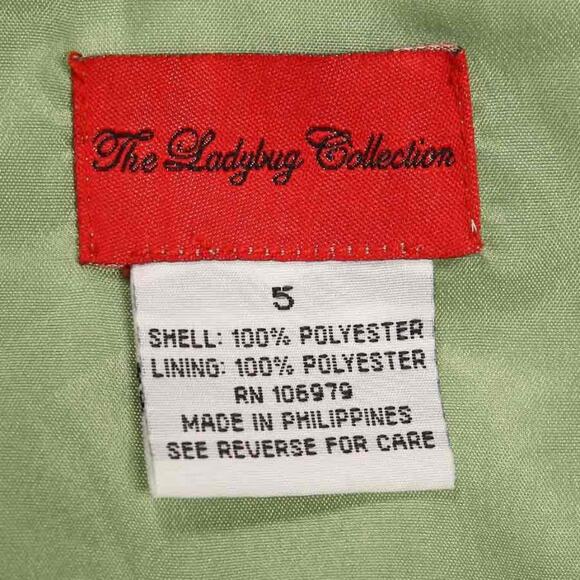 The Ladybug Collection
5
SHELL: 100% POLYESTER
LINING: 100% POLYESTER
RN 106979
MADE IN PHILIPPINES
SEE REVERSE FOR CARE